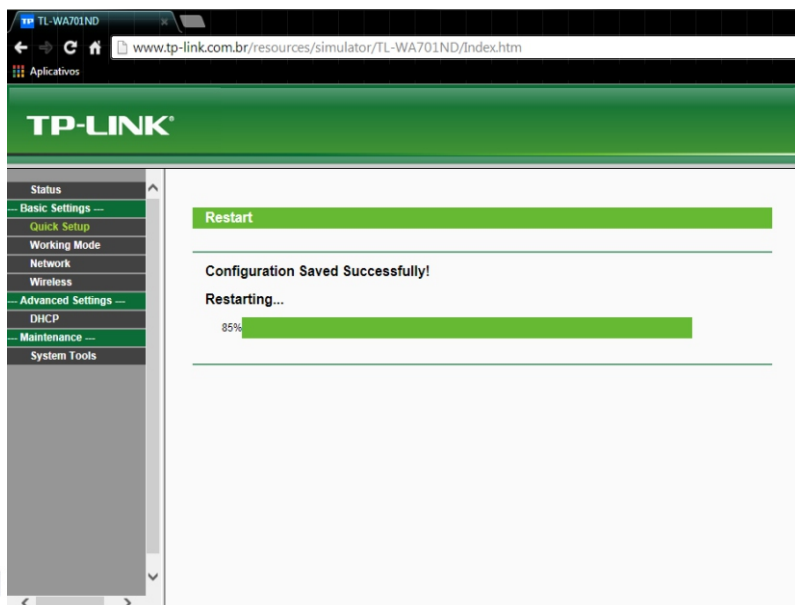 TP TL-WA701ND
www.tp-link.com.br/resources/simulator/TL-WA701ND/Index.htm
Aplicativos
TP-LINK®
Status
--- Basic Settings ---
Quick Setup
Working Mode
Network
Wireless
--- Advanced Settings ---
DHCP
--- Maintenance ---
System Tools
Restart
Configuration Saved Successfully!
Restarting...
85%